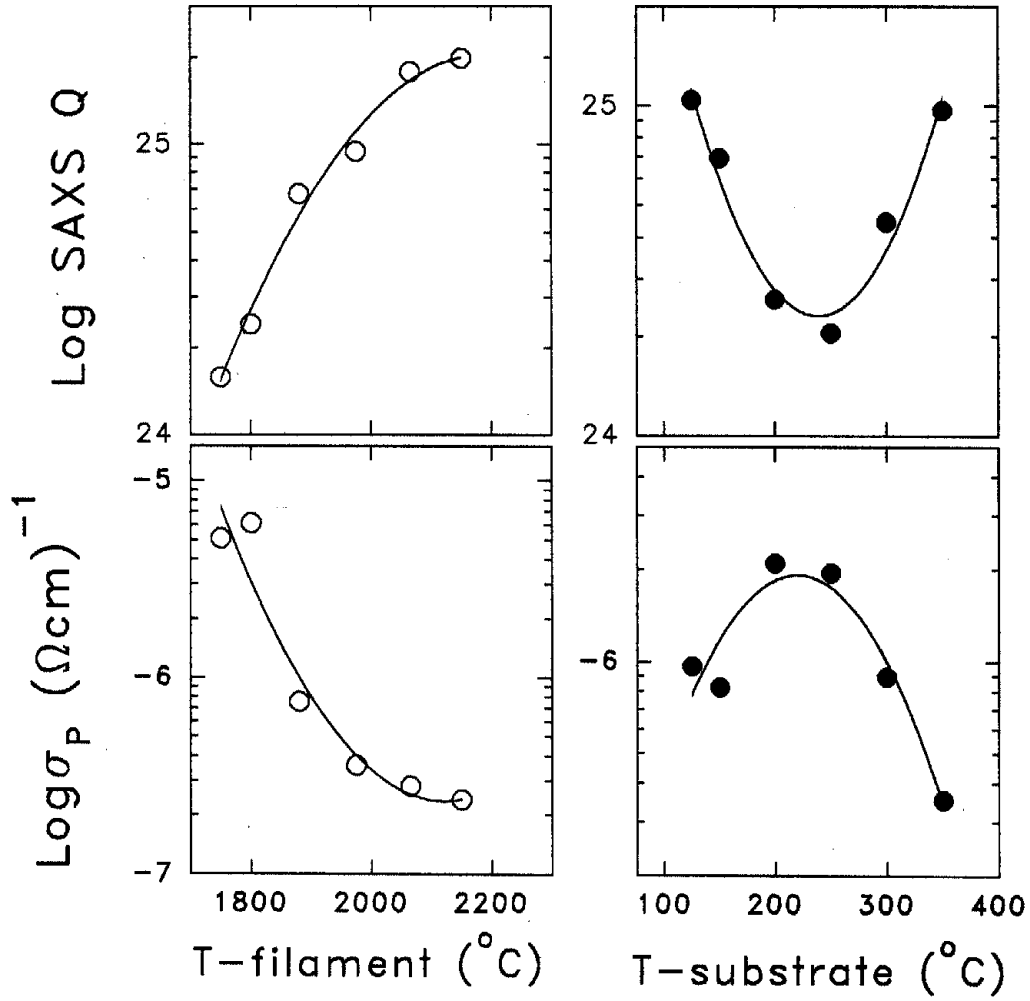 Log SAXS Q
25
24
25
24
Logσ_P (Ωcm)^−1
−5
−6
−7
−6
1800 2000 2200
100 200 300 400
T−filament (°C)
T−substrate (°C)